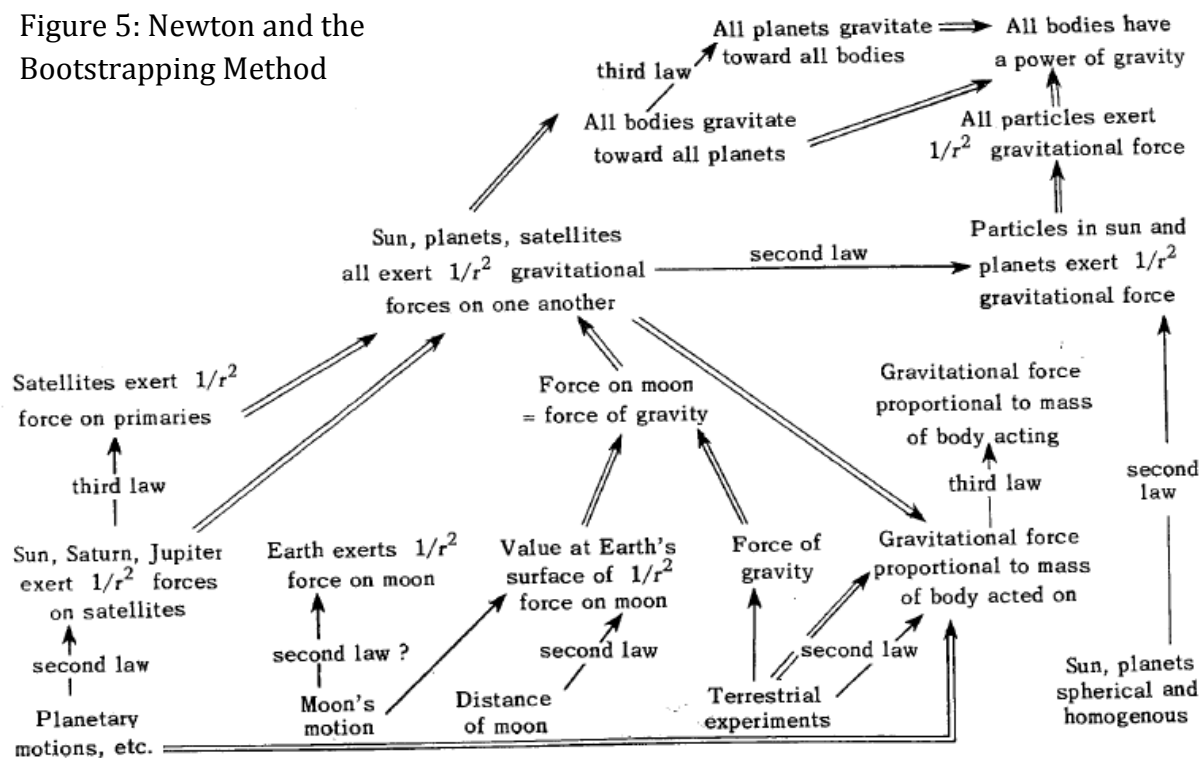 Figure 5: Newton and the
Bootstrapping Method
All planets gravitate
toward all bodies
All bodies have
a power of gravity
third law
All bodies gravitate
toward all planets
All particles exert
1/r² gravitational force
Sun, planets, satellites
all exert 1/r² gravitational
forces on one another
second law
Particles in sun and
planets exert 1/r²
gravitational force
Satellites exert 1/r²
force on primaries
Force on moon
= force of gravity
Gravitational force
proportional to mass
of body acting
third law
third law
second
law
Sun, Saturn, Jupiter
exert 1/r² forces
on satellites
Earth exerts 1/r²
force on moon
Value at Earth's
surface of 1/r²
force on moon
Force of
gravity
Gravitational force
proportional to mass
of body acted on
second law
second law ?
second law
second law
Planetary
motions, etc.
Moon's
motion
Distance
of moon
Terrestrial
experiments
Sun, planets
spherical and
homogenous